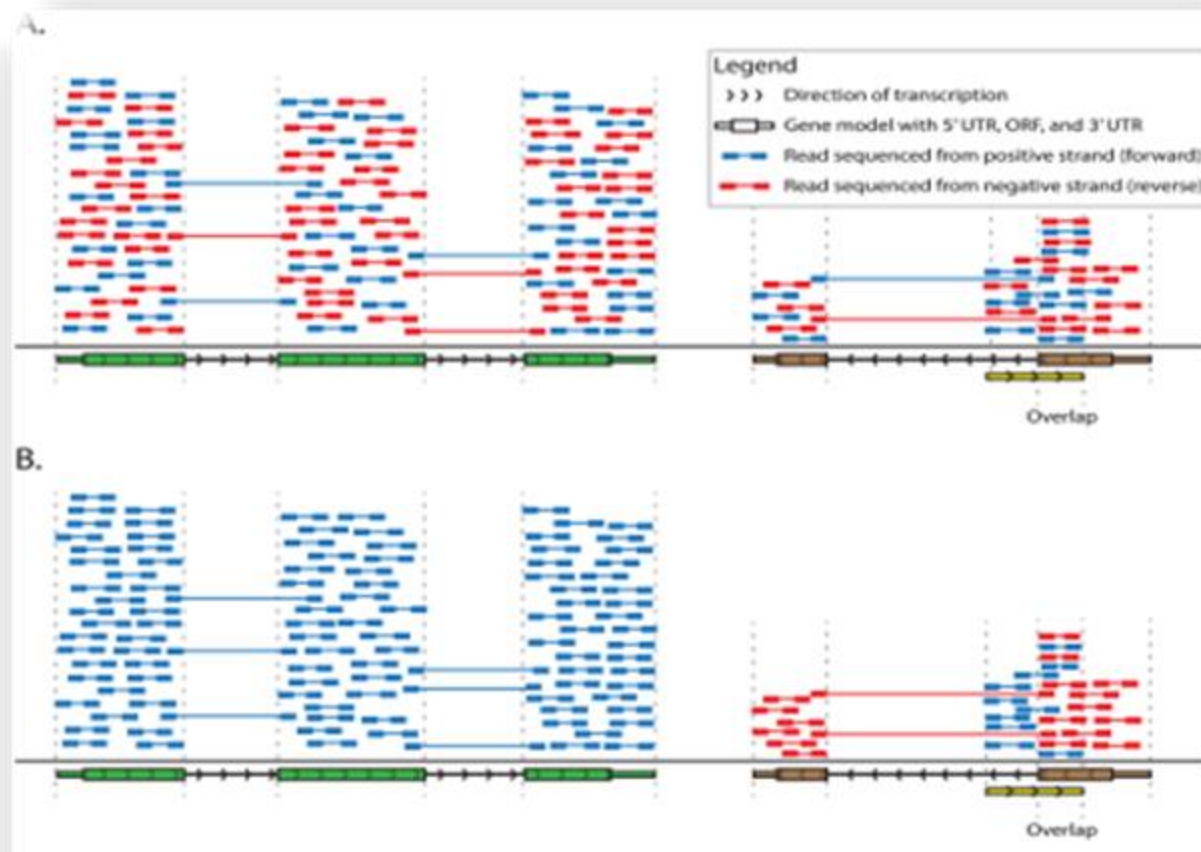 A.
Legend
››› Direction of transcription
Gene model with 5' UTR, ORF, and 3' UTR
Read sequenced from positive strand (forward)
Read sequenced from negative strand (reverse)
Overlap
B.
Overlap